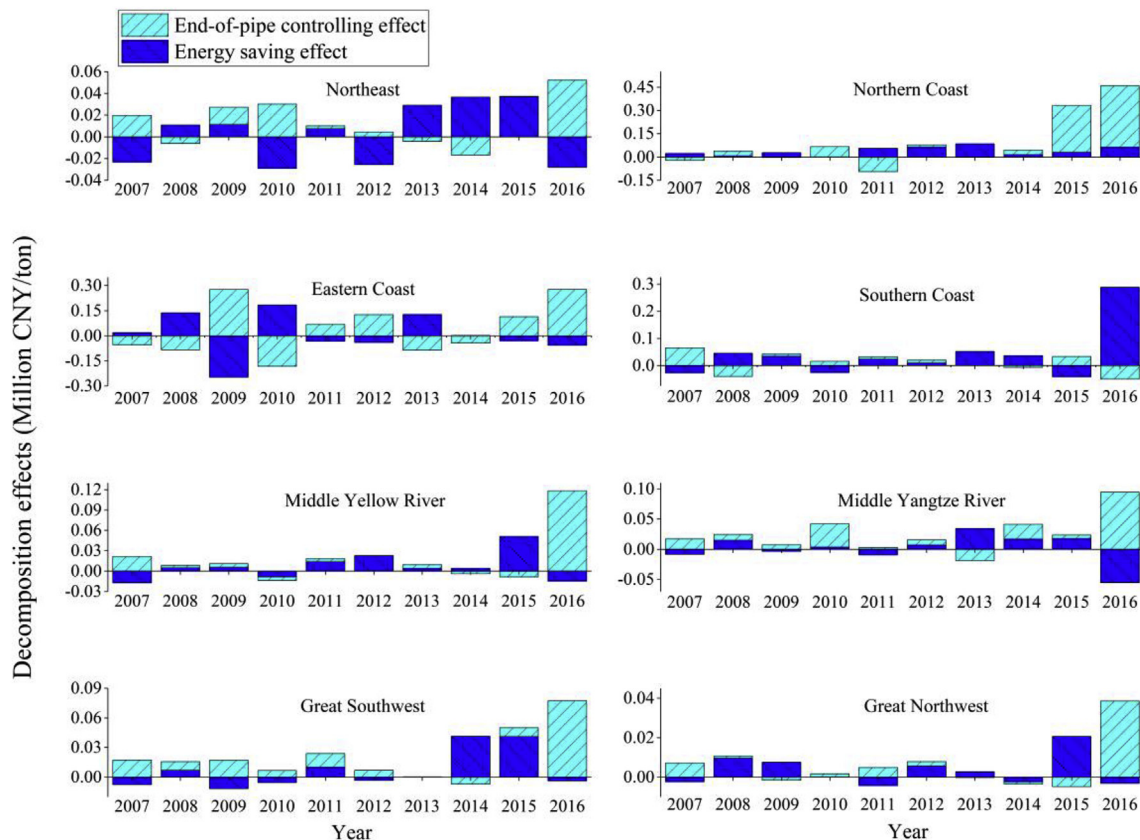 End-of-pipe controlling effect
Energy saving effect
Decomposition effects (Million CNY/ton)
Northeast
0.06
0.04
0.02
0.00
-0.02
-0.04
2007 2008 2009 2010 2011 2012 2013 2014 2015 2016
Northern Coast
0.45
0.30
0.15
0.00
-0.15
2007 2008 2009 2010 2011 2012 2013 2014 2015 2016
Eastern Coast
0.30
0.15
0.00
-0.15
-0.30
2007 2008 2009 2010 2011 2012 2013 2014 2015 2016
Southern Coast
0.3
0.2
0.1
0.0
2007 2008 2009 2010 2011 2012 2013 2014 2015 2016
Middle Yellow River
0.12
0.09
0.06
0.03
0.00
-0.03
2007 2008 2009 2010 2011 2012 2013 2014 2015 2016
Middle Yangtze River
0.10
0.05
0.00
-0.05
2007 2008 2009 2010 2011 2012 2013 2014 2015 2016
Great Southwest
0.09
0.06
0.03
0.00
2007 2008 2009 2010 2011 2012 2013 2014 2015 2016
Year
Great Northwest
0.04
0.02
0.00
2007 2008 2009 2010 2011 2012 2013 2014 2015 2016
Year